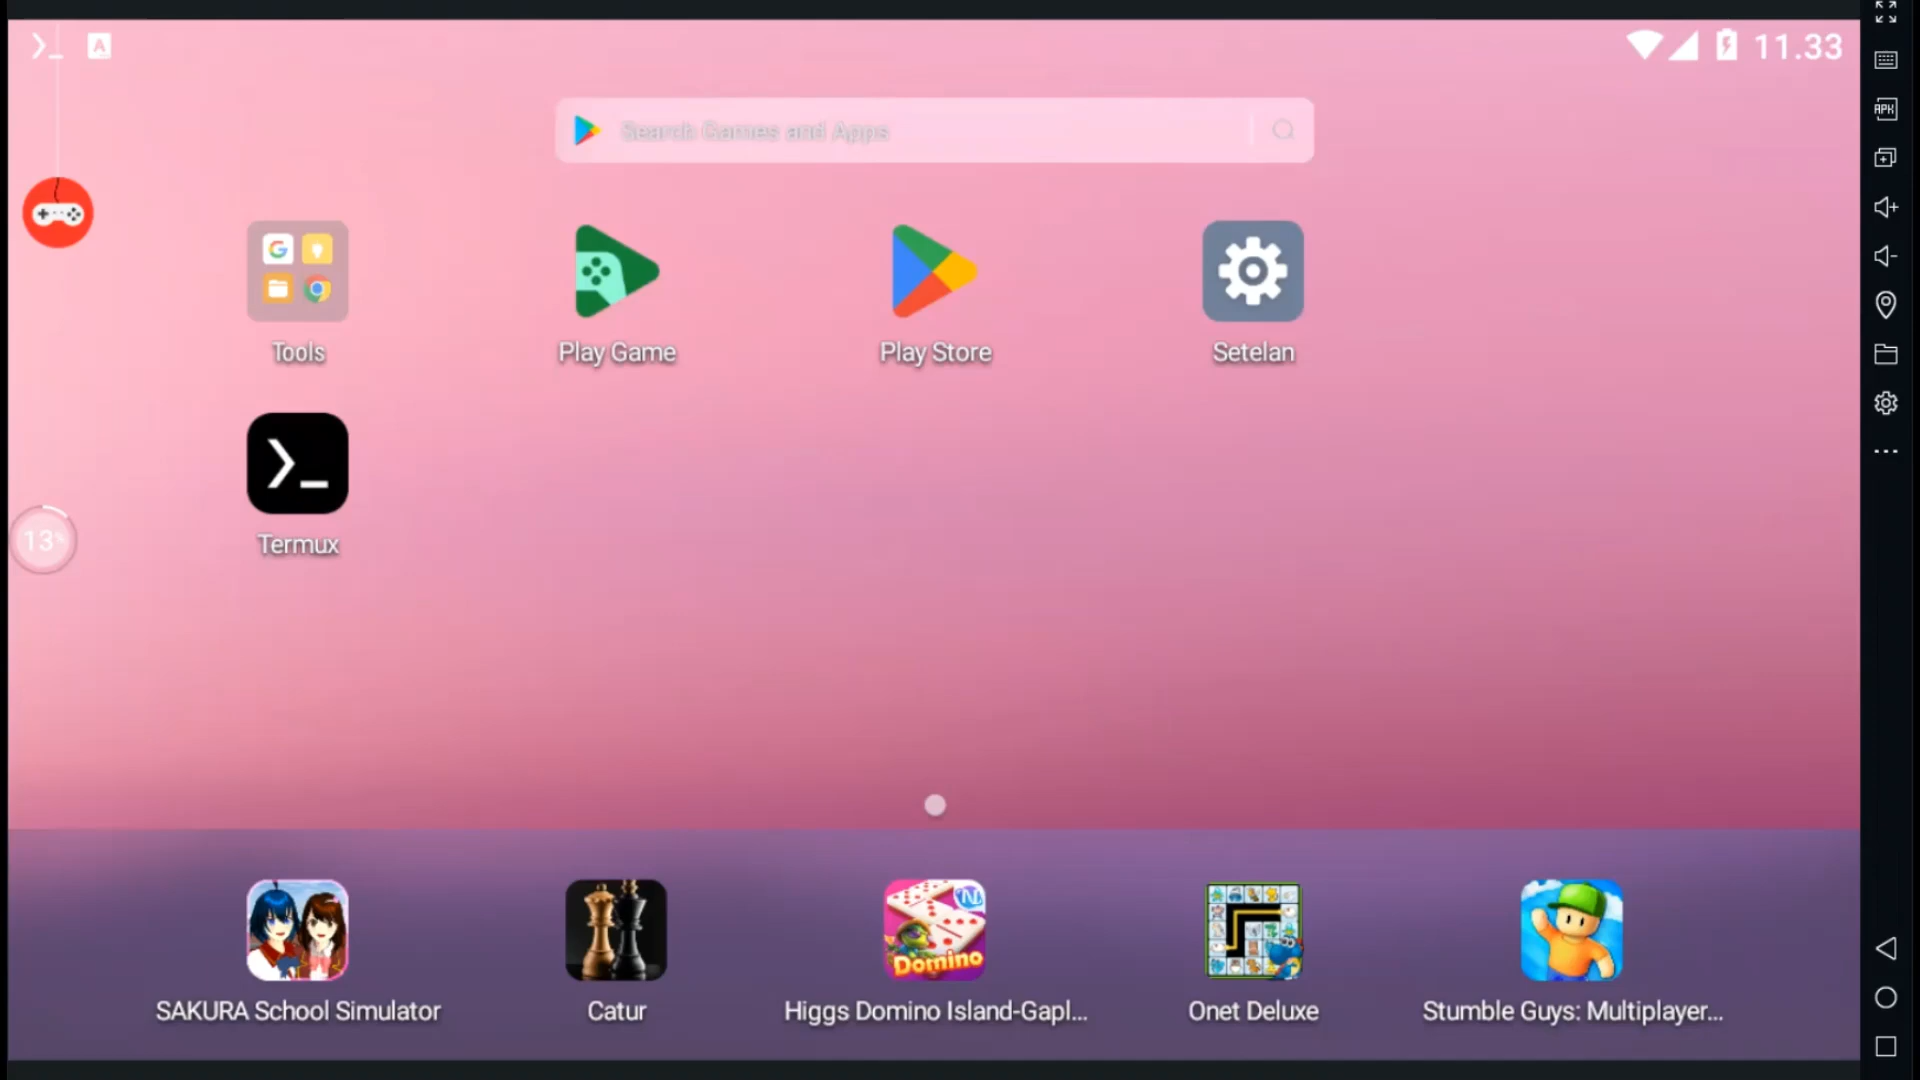 A
11.33
Search Games and Apps
APK
G
Tools
Play Game
Play Store
Setelan
Termux
13%
Domino
SAKURA School Simulator
Catur
Higgs Domino Island-Gapl...
Onet Deluxe
Stumble Guys: Multiplayer...